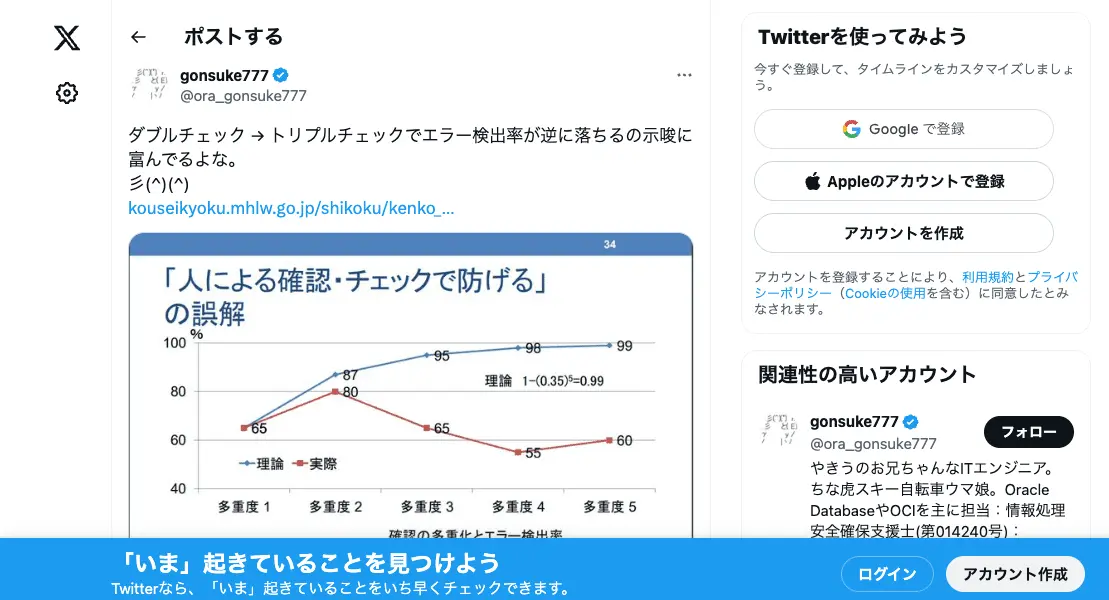 ポストする
gonsuke777
@ora_gonsuke777
ダブルチェック → トリプルチェックでエラー検出率が逆に落ちるの示唆に
富んでるよな。
彡(^)(^)
kouseikyoku.mhlw.go.jp/shikoku/kenko_...
34
「人による確認・チェックで防げる」
の誤解
%
100
80
60
40
65
87
95
98
99
80
65
55
60
理論 1-(0.35)⁵=0.99
理論 実際
多重度 1 多重度 2 多重度 3 多重度 4 多重度 5
確認の多重化とエラー検出率
Twitterを使ってみよう
今すぐ登録して、タイムラインをカスタマイズしましょ
う。
Google で登録
Appleのアカウントで登録
アカウントを作成
アカウントを登録することにより、利用規約とプライバ
シーポリシー（Cookieの使用を含む）に同意したとみ
なされます。
関連性の高いアカウント
gonsuke777
@ora_gonsuke777
フォロー
やきうのお兄ちゃんなITエンジニア。
ちな虎スキー自転車ウマ娘。Oracle
DatabaseやOCIを主に担当：情報処理
安全確保支援士(第014240号)：
「いま」起きていることを見つけよう
Twitterなら、「いま」起きていることをいち早くチェックできます。
ログイン
アカウント作成